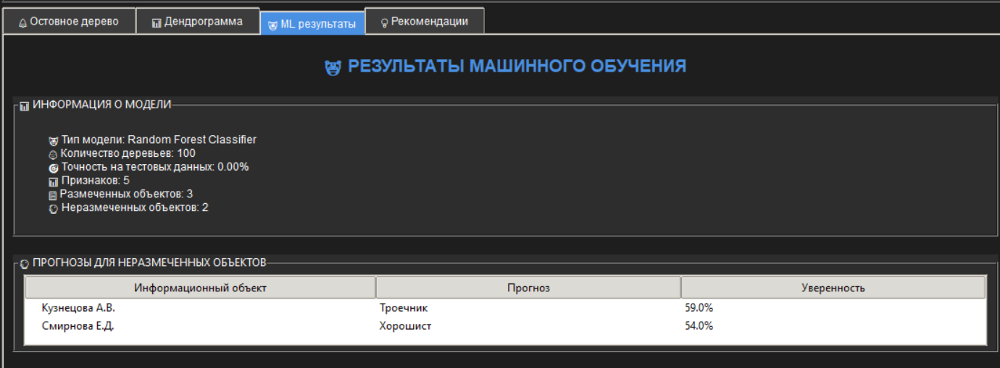 Остовное дерево
Дендрограмма
ML результаты
Рекомендации
РЕЗУЛЬТАТЫ МАШИННОГО ОБУЧЕНИЯ
ИНФОРМАЦИЯ О МОДЕЛИ
Тип модели: Random Forest Classifier
Количество деревьев: 100
Точность на тестовых данных: 0.00%
Признаков: 5
Размеченных объектов: 3
Неразмеченных объектов: 2
ПРОГНОЗЫ ДЛЯ НЕРАЗМЕЧЕННЫХ ОБЪЕКТОВ
Информационный объект Прогноз Уверенность
Кузнецова А.В. Троечник 59.0%
Смирнова Е.Д. Хорошист 54.0%